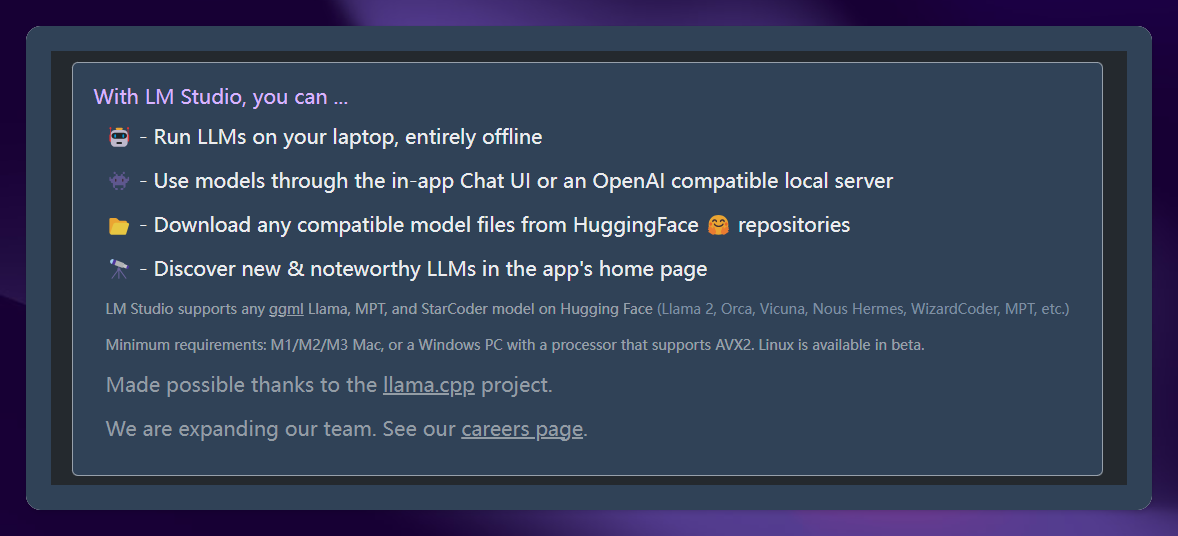 With LM Studio, you can ...
🤖 - Run LLMs on your laptop, entirely offline
👾 - Use models through the in-app Chat UI or an OpenAI compatible local server
📂 - Download any compatible model files from HuggingFace 🤗 repositories
🔭 - Discover new & noteworthy LLMs in the app's home page
LM Studio supports any ggml Llama, MPT, and StarCoder model on Hugging Face (Llama 2, Orca, Vicuna, Nous Hermes, WizardCoder, MPT, etc.)
Minimum requirements: M1/M2/M3 Mac, or a Windows PC with a processor that supports AVX2. Linux is available in beta.
Made possible thanks to the llama.cpp project.
We are expanding our team. See our careers page.